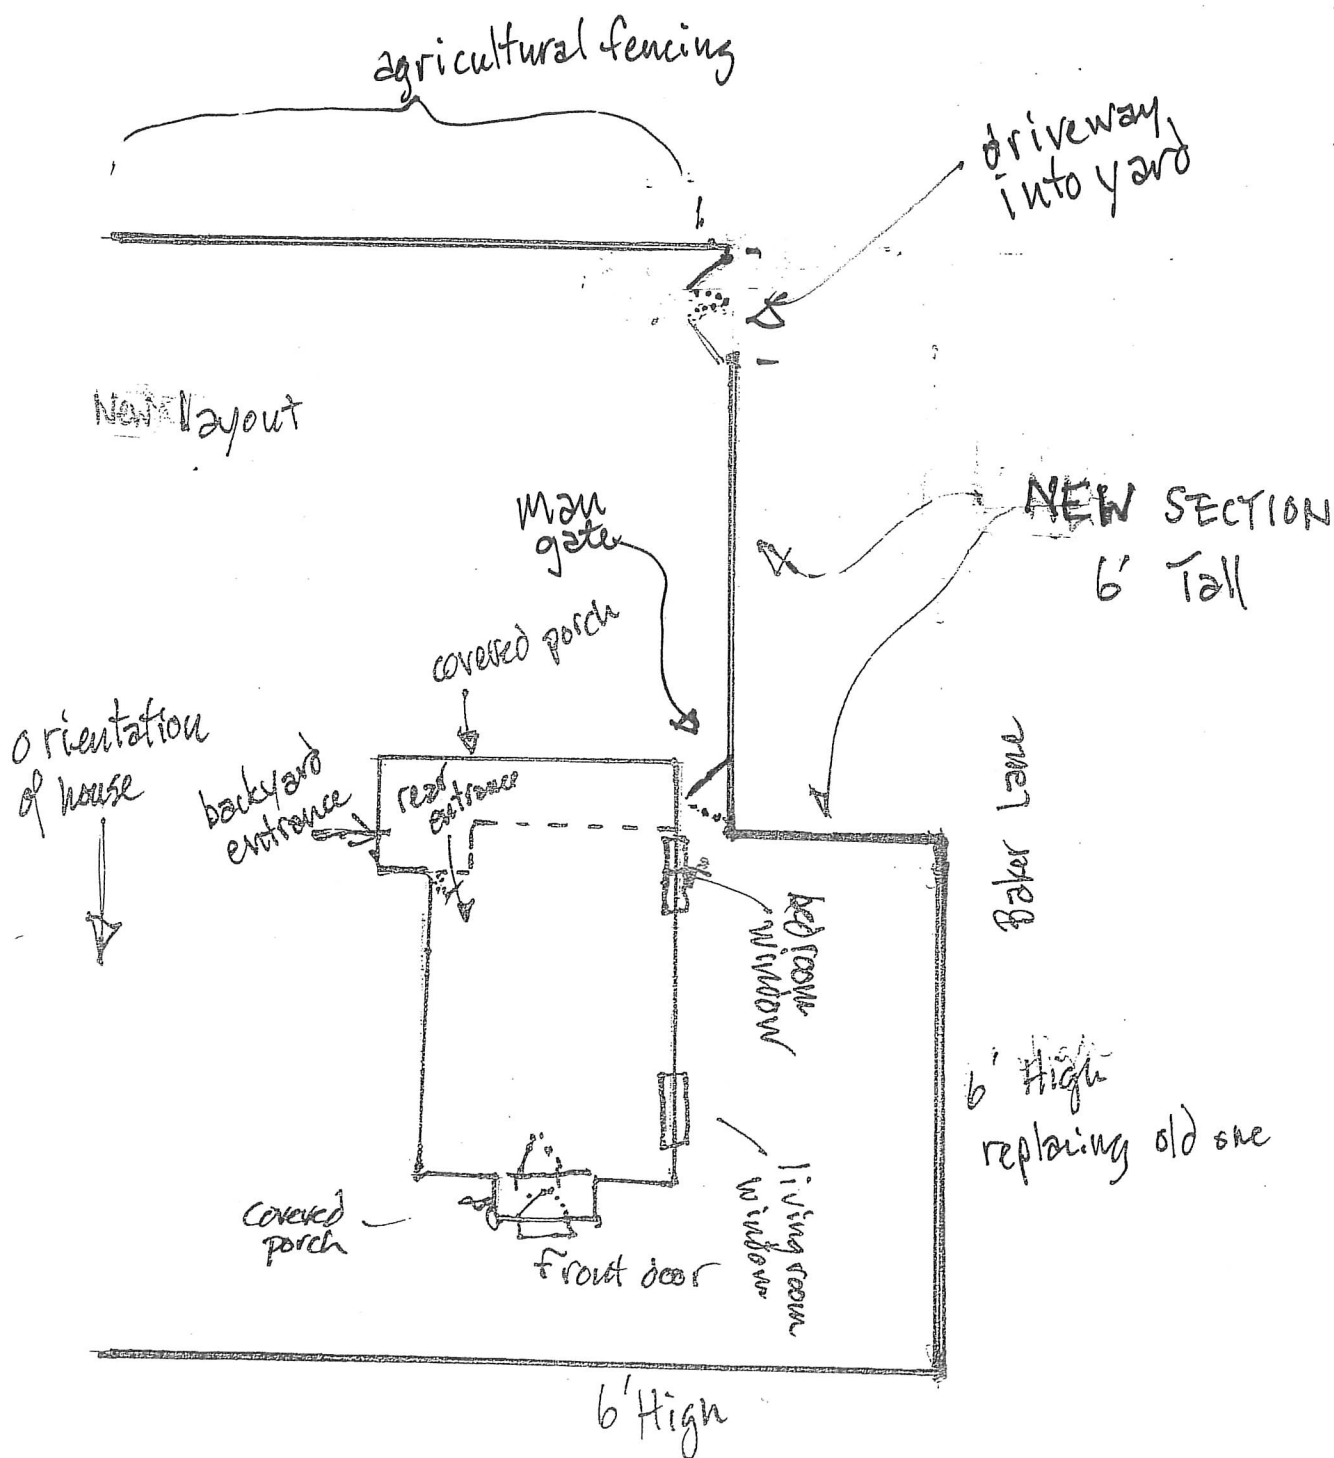 agricultural fencing
driveway
into yard
New layout
Man
gate
NEW SECTION
6' Tall
covered porch
orientation
of house
backyard
entrance
rear
entrance
Baker Lane
bedroom
window
6' High
replacing old one
living room
window
covered
porch
front door
6' High